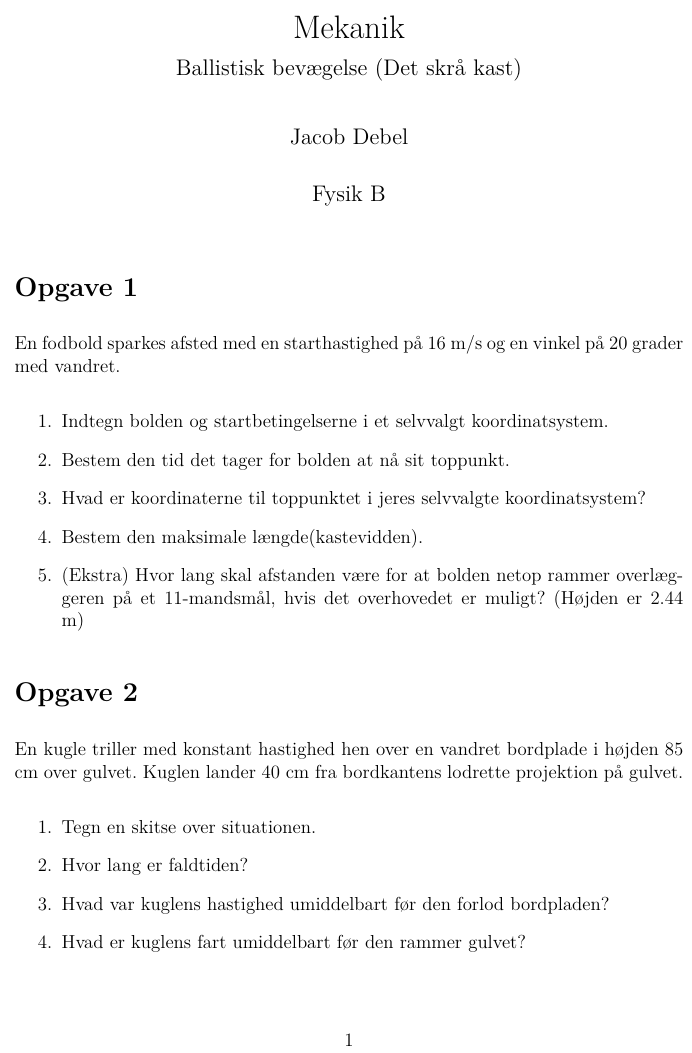 Mekanik
Ballistisk bevægelse (Det skrå kast)
Jacob Debel
Fysik B
Opgave 1
En fodbold sparkes afsted med en starthastighed på 16 m/s og en vinkel på 20 grader
med vandret.
1. Indtegn bolden og startbetingelserne i et selvvalgt koordinatsystem.
2. Bestem den tid det tager for bolden at nå sit toppunkt.
3. Hvad er koordinaterne til toppunktet i jeres selvvalgte koordinatsystem?
4. Bestem den maksimale længde(kastevidden).
5. (Ekstra) Hvor lang skal afstanden være for at bolden netop rammer overlæg-
geren på et 11-mandsmål, hvis det overhovedet er muligt? (Højden er 2.44
m)
Opgave 2
En kugle triller med konstant hastighed hen over en vandret bordplade i højden 85
cm over gulvet. Kuglen lander 40 cm fra bordkantens lodrette projektion på gulvet.
1. Tegn en skitse over situationen.
2. Hvor lang er faldtiden?
3. Hvad var kuglens hastighed umiddelbart før den forlod bordpladen?
4. Hvad er kuglens fart umiddelbart før den rammer gulvet?
1